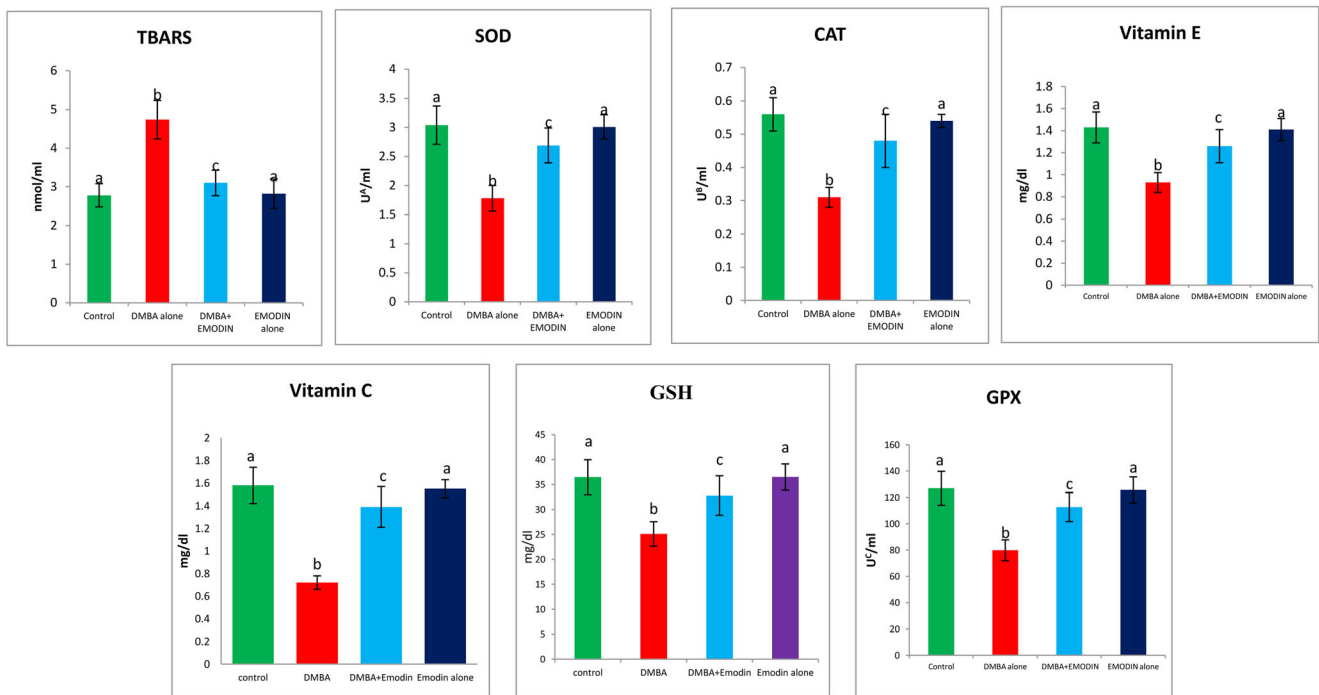 TBARS
6
5
4
3
2
1
0
nmol/ml
a
b
c
a
Control
DMBA alone
DMBA+
EMODIN
EMODIN
alone
SOD
4
3.5
3
2.5
2
1.5
1
0.5
0
Uᴬ/ml
a
b
c
a
Control
DMBA alone
DMBA+
EMODIN
EMODIN
alone
CAT
0.7
0.6
0.5
0.4
0.3
0.2
0.1
0
Uᴮ/ml
a
b
c
a
Control
DMBA alone
DMBA+
EMODIN
EMODIN
alone
Vitamin E
1.8
1.6
1.4
1.2
1
0.8
0.6
0.4
0.2
0
mg/dl
a
b
c
a
Control
DMBA alone
DMBA+EMODIN
EMODIN alone
Vitamin C
2
1.8
1.6
1.4
1.2
1
0.8
0.6
0.4
0.2
0
mg/dl
a
b
c
a
control
DMBA
DMBA+Emodin
Emodin alone
GSH
45
40
35
30
25
20
15
10
5
0
mg/dl
a
b
c
a
control
DMBA
DMBA+Emodin
Emodin alone
GPX
160
140
120
100
80
60
40
20
0
Uᶜ/ml
a
b
c
a
Control
DMBA alone
DMBA+EMODIN
EMODIN alone